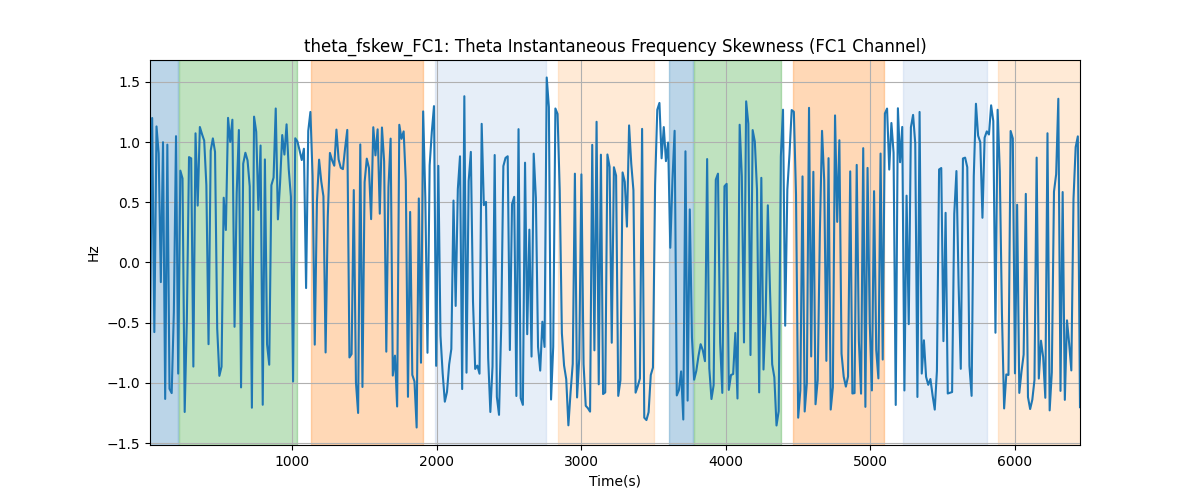 theta_fskew_FC1: Theta Instantaneous Frequency Skewness (FC1 Channel)
1.5
1.0
0.5
0.0
−0.5
−1.0
−1.5
Hz
1000 2000 3000 4000 5000 6000
Time(s)